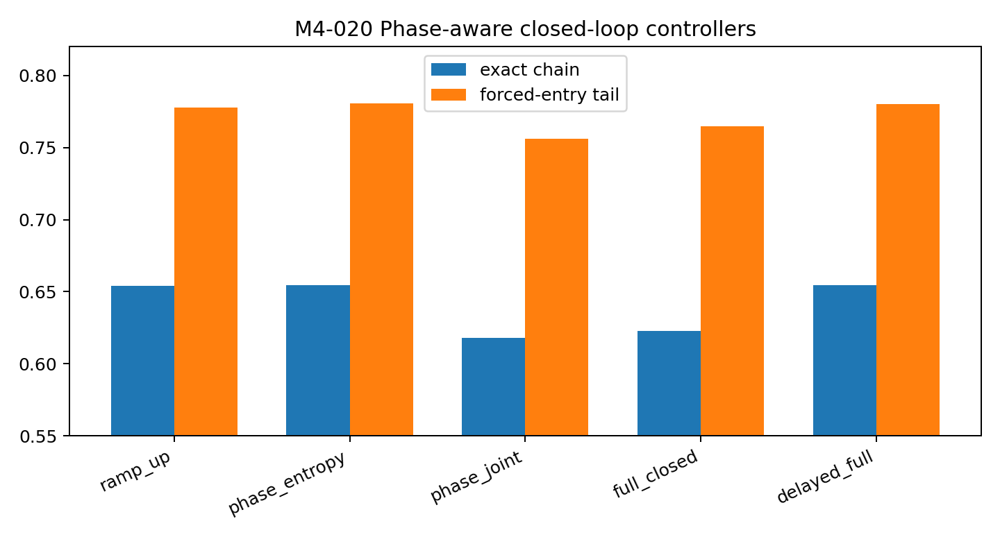 M4-020 Phase-aware closed-loop controllers
exact chain
forced-entry tail
0.80
0.75
0.70
0.65
0.60
0.55
ramp_up
phase_entropy
phase_joint
full_closed
delayed_full